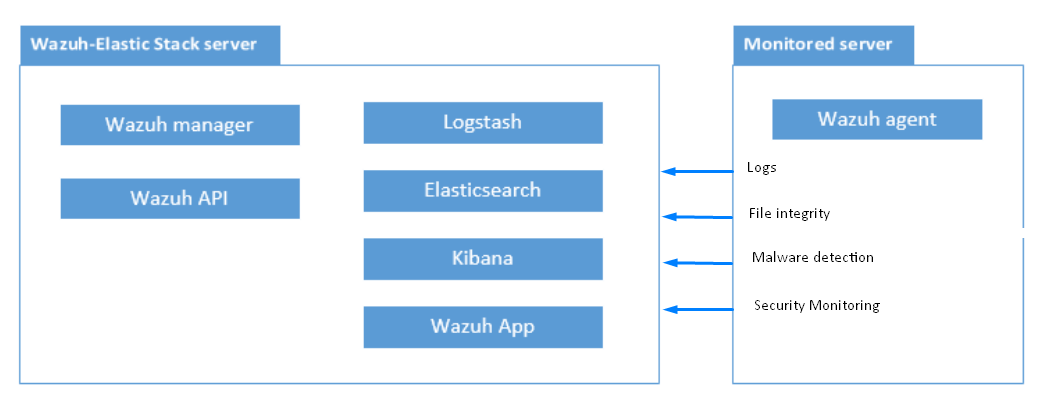 Wazuh-Elastic Stack server
Wazuh manager
Wazuh API
Logstash
Elasticsearch
Kibana
Wazuh App
Monitored server
Wazuh agent
Logs
File integrity
Malware detection
Security Monitoring